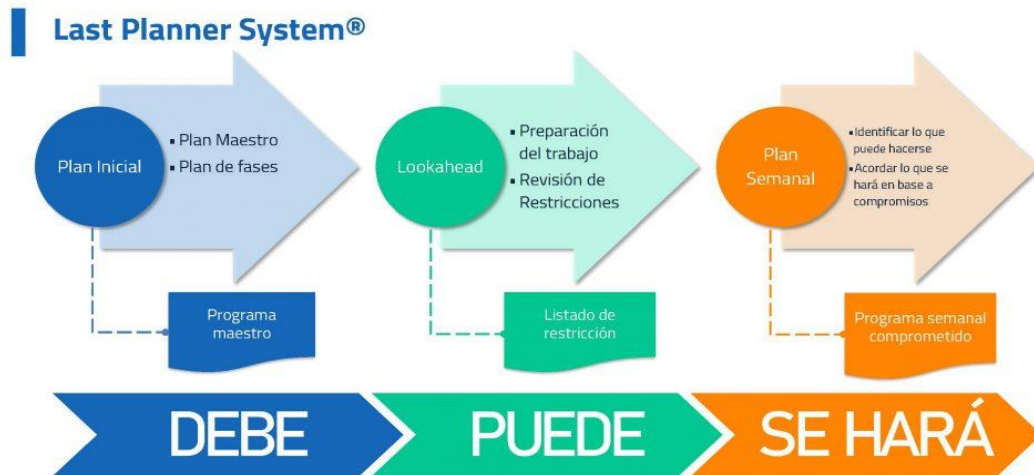 Last Planner System®
Plan Inicial
▪ Plan Maestro
▪ Plan de fases
Programa
maestro
DEBE
Lookahead
▪ Preparación
del trabajo
▪ Revisión de
Restricciones
Listado de
restricción
PUEDE
Plan
Semanal
▪Identificar lo que
puede hacerse
▪Acordar lo que se
hará en base a
compromisos
Programa semanal
comprometido
SE HARÁ